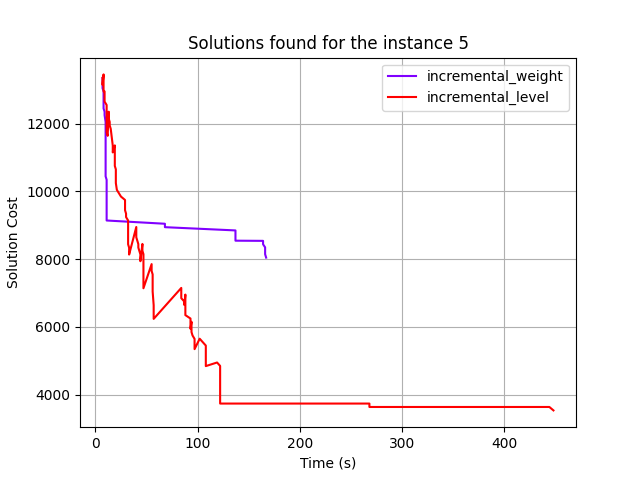 Solutions found for the instance 5
incremental_weight
incremental_level
Solution Cost
12000
10000
8000
6000
4000
0
100
200
300
400
Time (s)